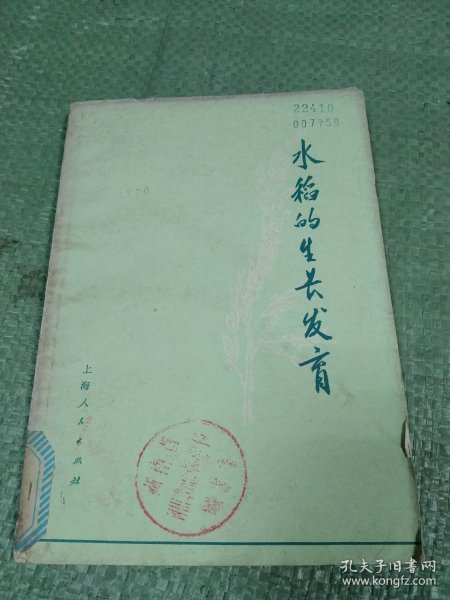 22410
007953
水稻的生长发育
上海人民出版社
孔夫子旧书网
www.kongfz.com